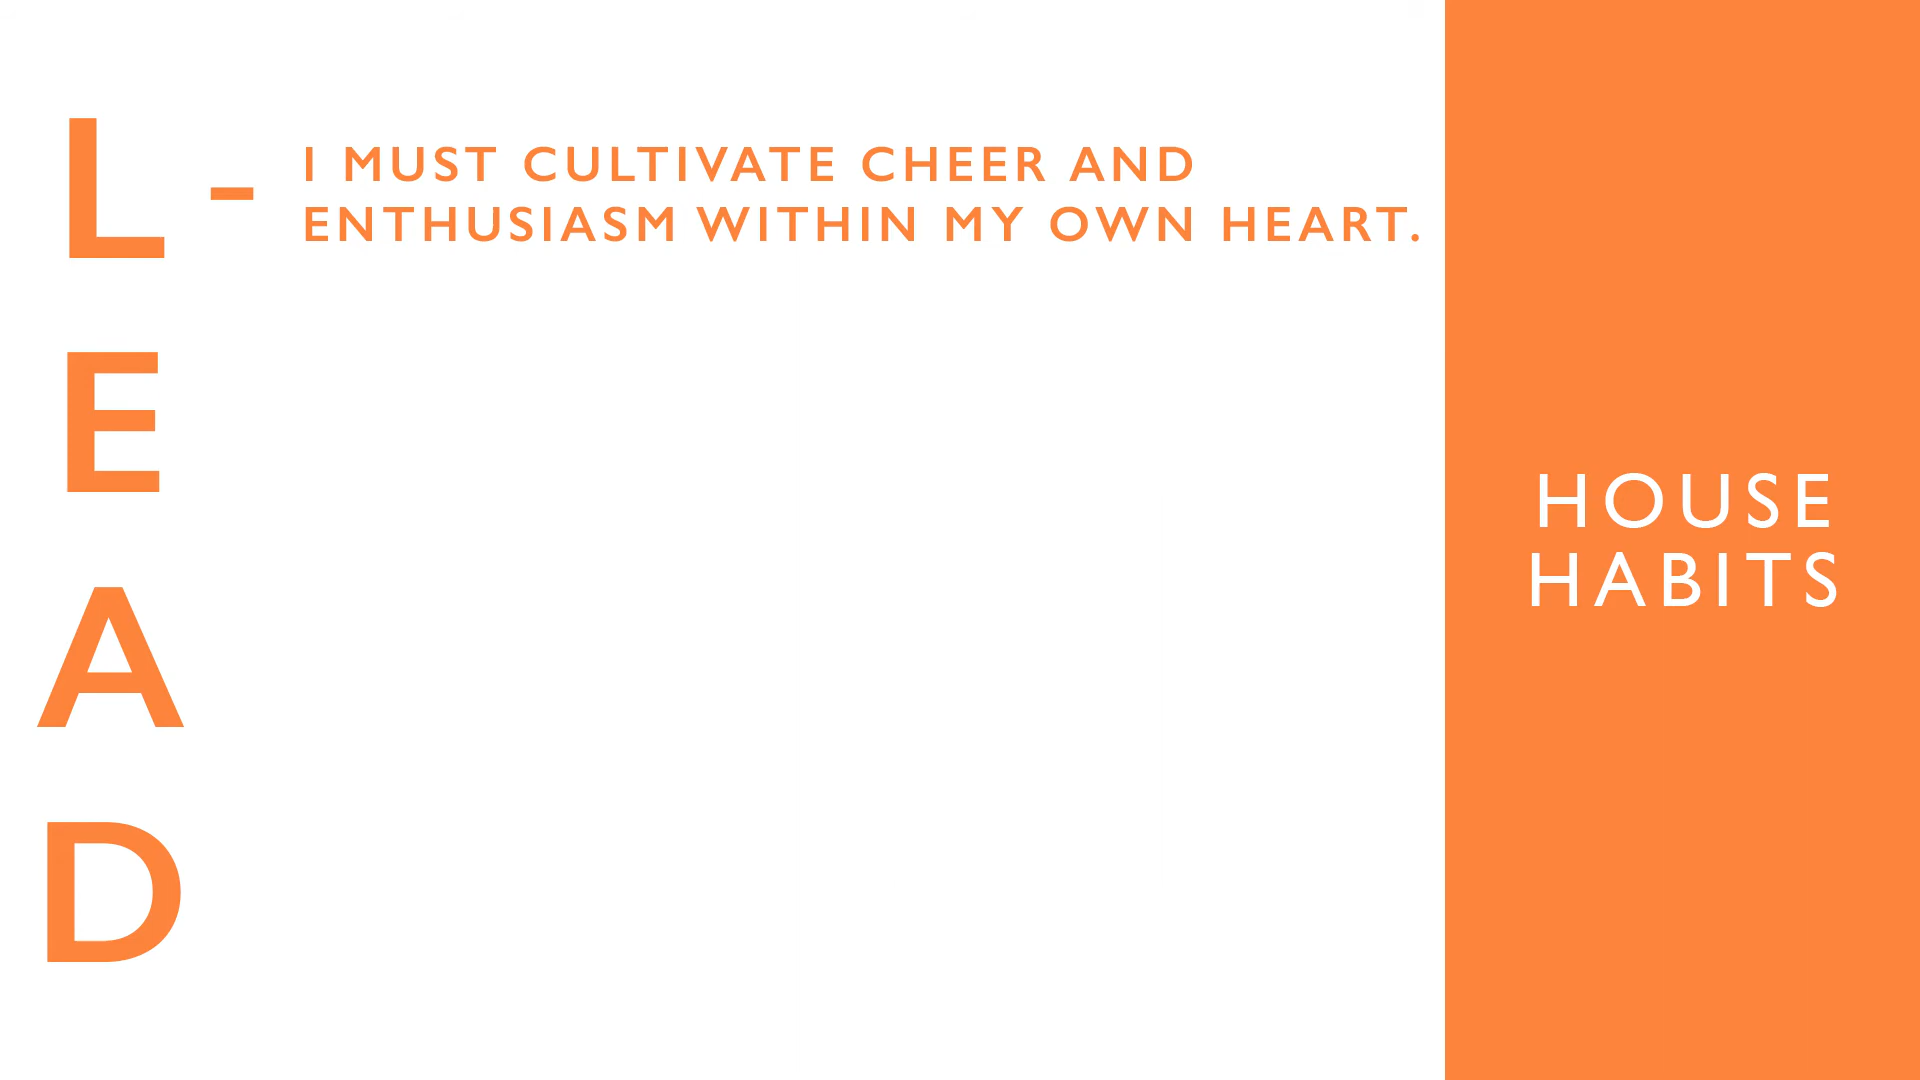 L - I MUST CULTIVATE CHEER AND
ENTHUSIASM WITHIN MY OWN HEART.
E
A
D
HOUSE
HABITS